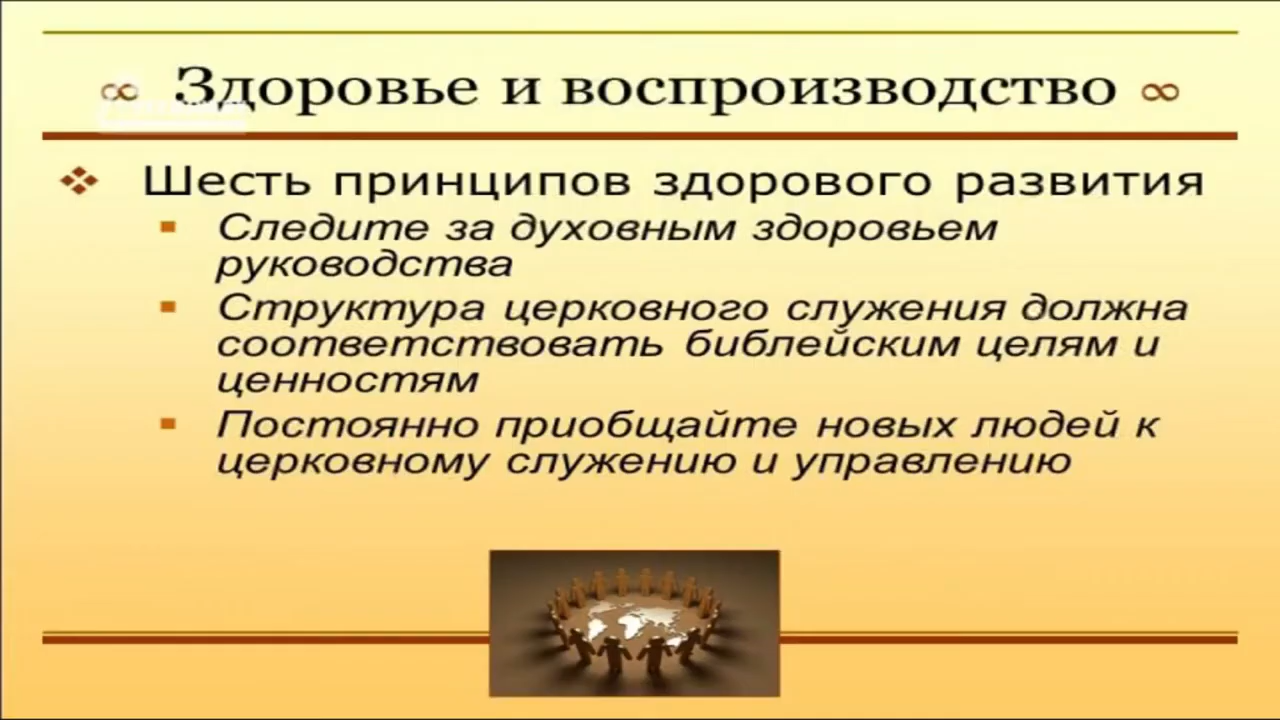 ∞ Здоровье и воспроизводство ∞
Шесть принципов здорового развития
Следите за духовным здоровьем
руководства
Структура церковного служения должна
соответствовать библейским целям и
ценностям
Постоянно приобщайте новых людей к
церковному служению и управлению